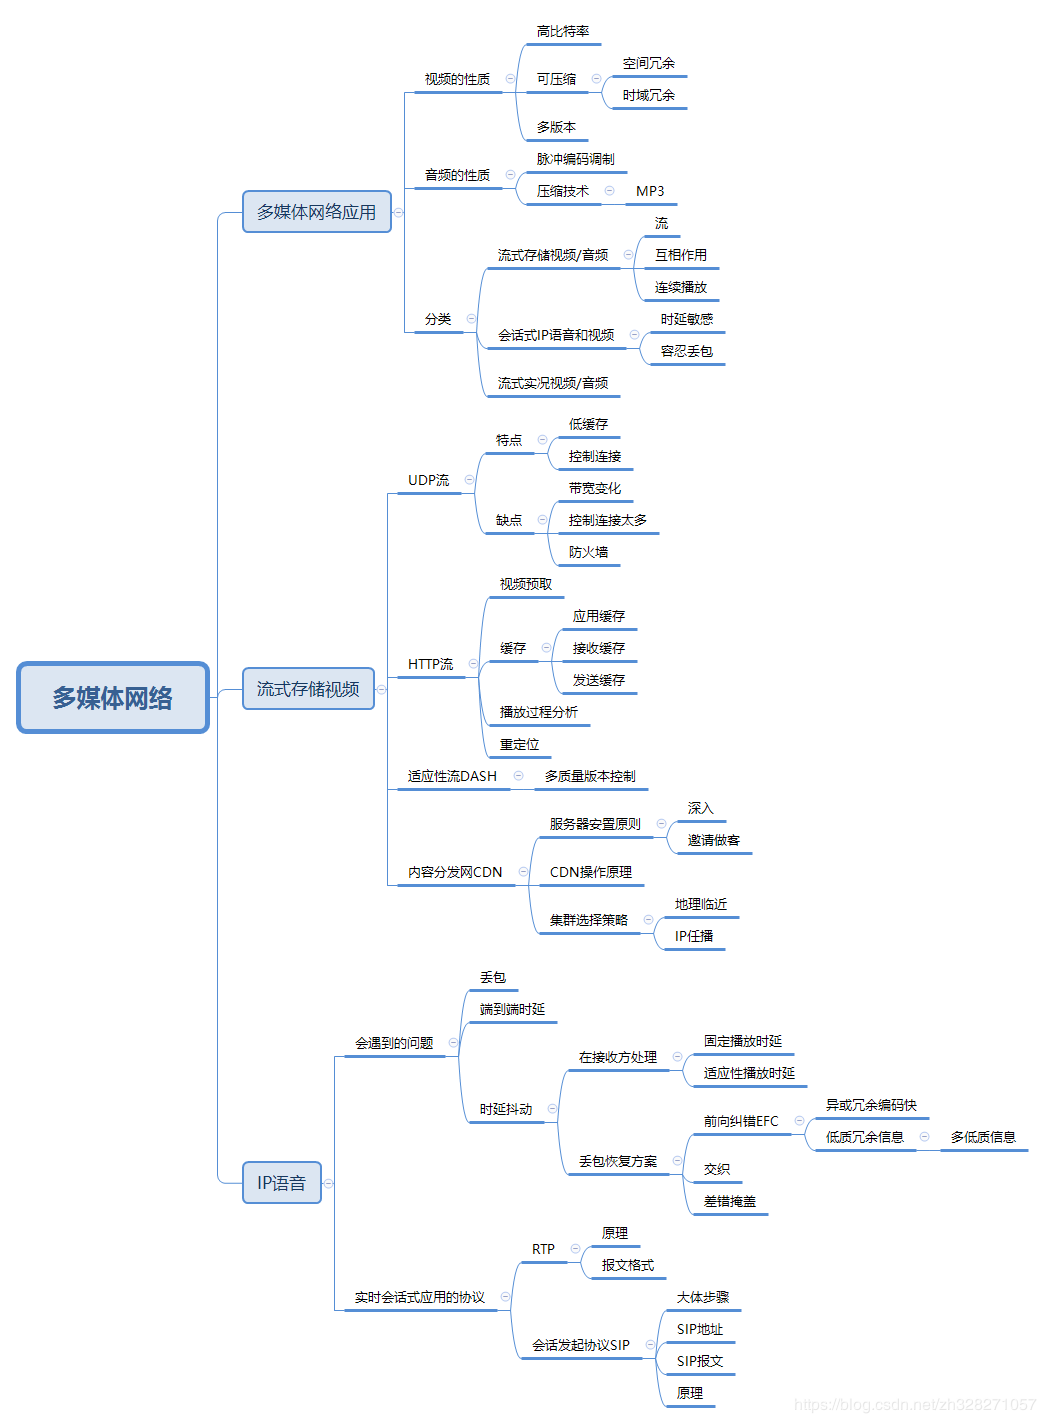 多媒体网络
多媒体网络应用
视频的性质
高比特率
可压缩
空间冗余
时域冗余
多版本
音频的性质
脉冲编码调制
压缩技术
MP3
分类
流式存储视频/音频
流
互相作用
连续播放
会话式IP语音和视频
时延敏感
容忍丢包
流式实况视频/音频
流式存储视频
UDP流
特点
低缓存
控制连接
缺点
带宽变化
控制连接太多
防火墙
HTTP流
视频预取
缓存
应用缓存
接收缓存
发送缓存
播放过程分析
重定位
适应性流DASH
多质量版本控制
内容分发网CDN
服务器安置原则
深入
邀请做客
CDN操作原理
集群选择策略
地理临近
IP任播
IP语音
会遇到的问题
丢包
端到端时延
时延抖动
在接收方处理
固定播放时延
适应性播放时延
丢包恢复方案
前向纠错EFC
异或冗余编码快
低质冗余信息
多低质信息
交织
差错掩盖
实时会话式应用的协议
RTP
原理
报文格式
会话发起协议SIP
大体步骤
SIP地址
SIP报文
原理
https://blog.csdn.net/zh328271057